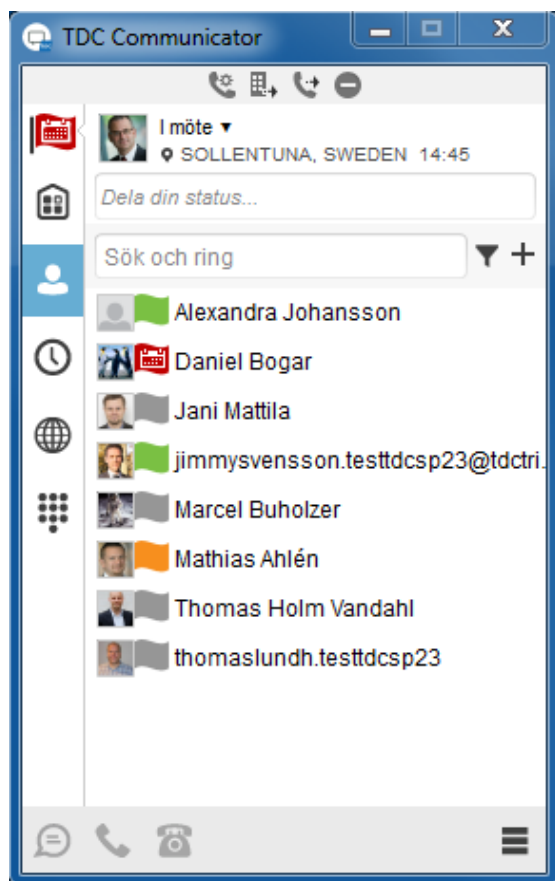 TDC Communicator
I möte
SOLLENTUNA, SWEDEN 14:45
Dela din status...
Sök och ring
Alexandra Johansson
Daniel Bogar
Jani Mattila
jimmysvensson.testtdcsp23@tdctri.
Marcel Buholzer
Mathias Ahlén
Thomas Holm Vandahl
thomaslundh.testtdcsp23